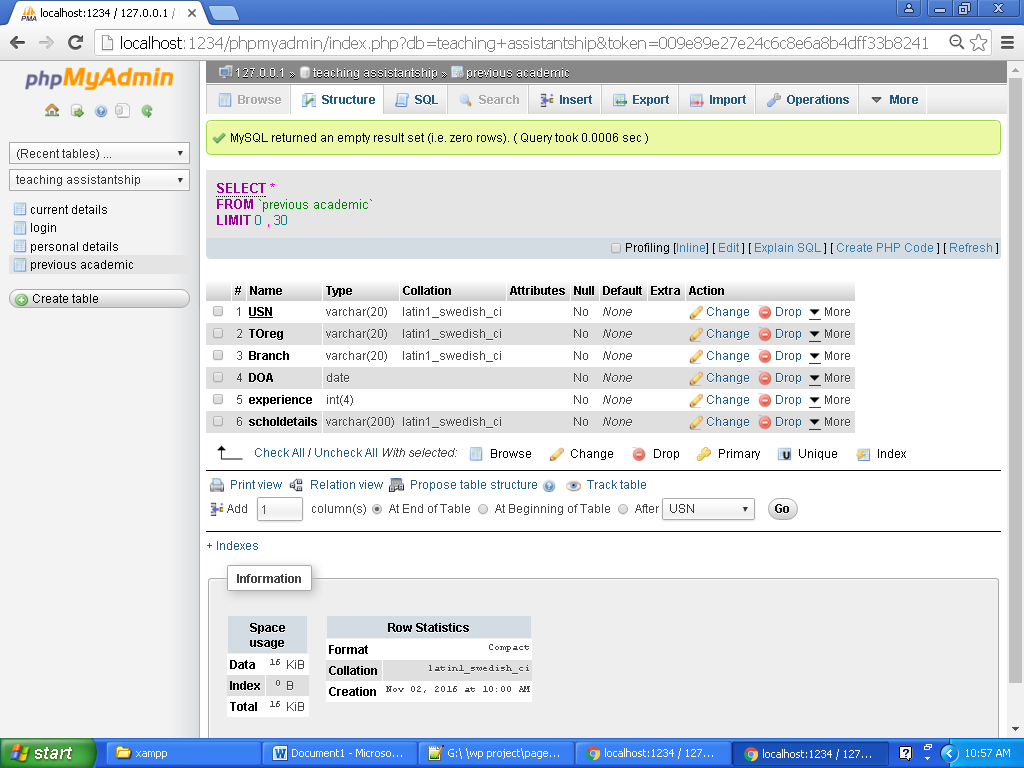 localhost:1234 / 127.0.0.1 /
localhost:1234/phpmyadmin/index.php?db=teaching+assistantship&token=009e89e27e24c6c8e6a8b4dff33b8241
phpMyAdmin
(Recent tables) ...
teaching assistantship
current details
login
personal details
previous academic
Create table
127.0.0.1 » teaching assistantship » previous academic
Browse Structure SQL Search Insert Export Import Operations More
MySQL returned an empty result set (i.e. zero rows). ( Query took 0.0006 sec )
SELECT *
FROM `previous academic`
LIMIT 0 , 30
Profiling [Inline] [ Edit ] [ Explain SQL ] [ Create PHP Code ] [ Refresh ]
# Name Type Collation Attributes Null Default Extra Action
1 USN varchar(20) latin1_swedish_ci No None Change Drop More
2 TOreg varchar(20) latin1_swedish_ci No None Change Drop More
3 Branch varchar(20) latin1_swedish_ci No None Change Drop More
4 DOA date No None Change Drop More
5 experience int(4) No None Change Drop More
6 scholdetails varchar(200) latin1_swedish_ci No None Change Drop More
Check All / Uncheck All With selected: Browse Change Drop Primary Unique Index
Print view Relation view Propose table structure Track table
Add 1 column(s) At End of Table At Beginning of Table After USN Go
+ Indexes
Information
Space usage
Data 16 KiB
Index 0 B
Total 16 KiB
Row Statistics
Format Compact
Collation latin1_swedish_ci
Creation Nov 02, 2016 at 10:00 AM
start xampp Document1 - Microso... G:\ \wp project\page... localhost:1234 / 127... localhost:1234 / 127... 10:57 AM